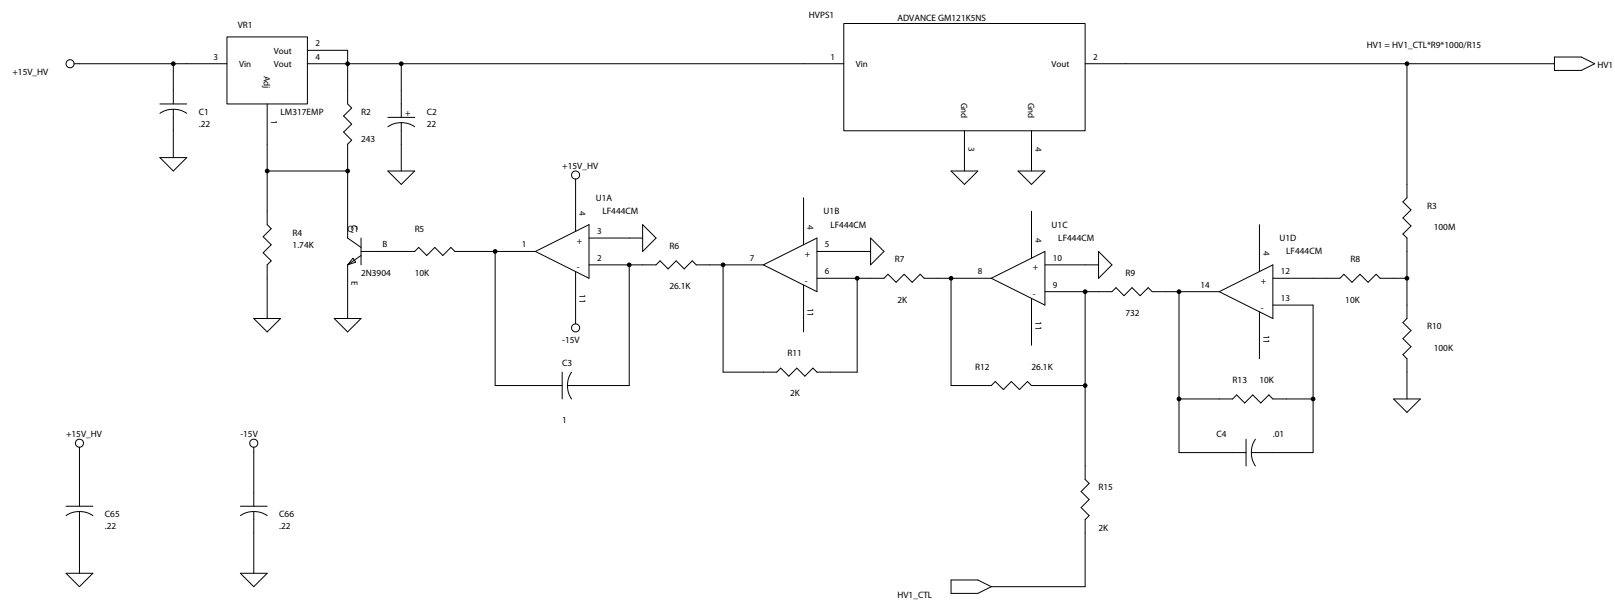 HVPS1
ADVANCE GM121K5NS
VR1
HV1 = HV1_CTL*R9*1000/R15
+15V_HV
3
Vin
Vout
2
Vout
4
Adj
1
LM317EMP
C1
.22
R2
243
+
C2
22
1
Vin
Vout
2
Gnd
Gnd
3
4
HV1
+15V_HV
4
U1A
LF444CM
3
+
2
-
1
11
-15V
R4
1.74K
C
B
E
2N3904
R5
10K
R6
26.1K
U1B
LF444CM
4
5
+
6
-
7
11
R7
2K
U1C
LF444CM
4
10
+
9
-
8
11
R9
732
U1D
LF444CM
4
12
+
13
-
14
11
R8
10K
R3
100M
R10
100K
C3
1
R11
2K
R12
26.1K
R13
10K
C4
.01
+15V_HV
C65
.22
-15V
C66
.22
R15
2K
HV1_CTL